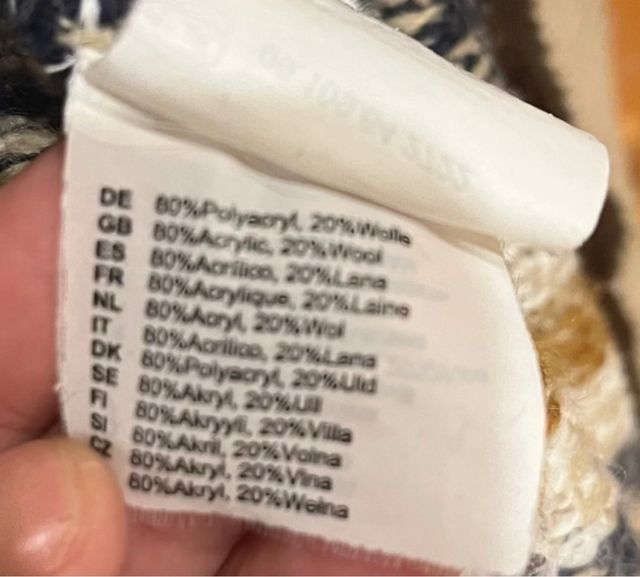 DE 80%Polyacryl, 20%Wolle
GB 80%Acrylic, 20%Wool
ES 80%Acrílico, 20%Lana
FR 80%Acrylique, 20%Laine
NL 80%Acryl, 20%Wol
IT 80%Acrilico, 20%Lana
DK 80%Polyacryl, 20%Uld
SE 80%Akryl, 20%Ull
FI 80%Akryyli, 20%Villa
SI 80%Akril, 20%Volna
CZ 80%Akryl, 20%Vlna
80%Akryl, 20%Wełna